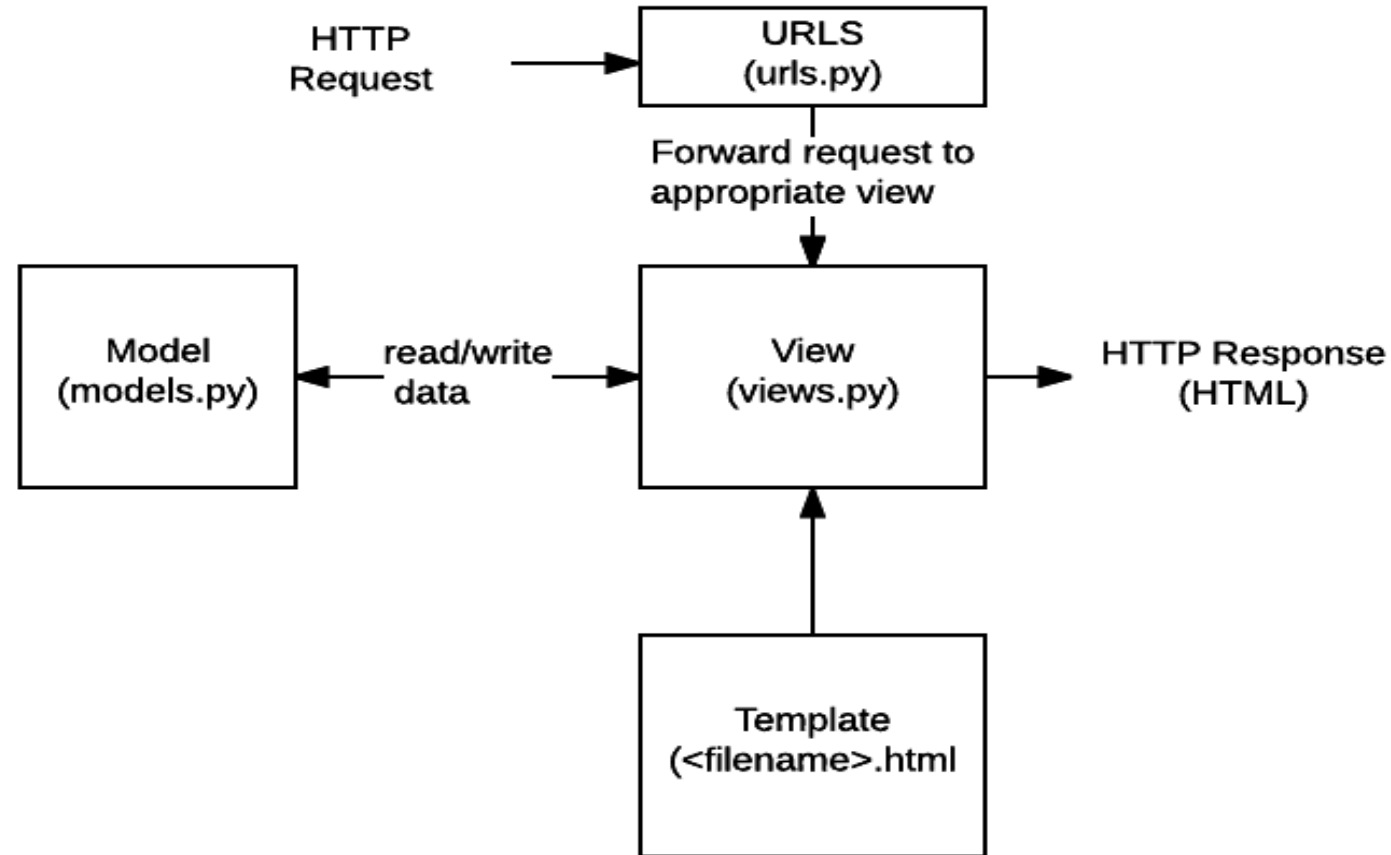 HTTP
Request
URLS
(urls.py)
Forward request to
appropriate view
Model
(models.py)
read/write
data
View
(views.py)
HTTP Response
(HTML)
Template
(<filename>.html